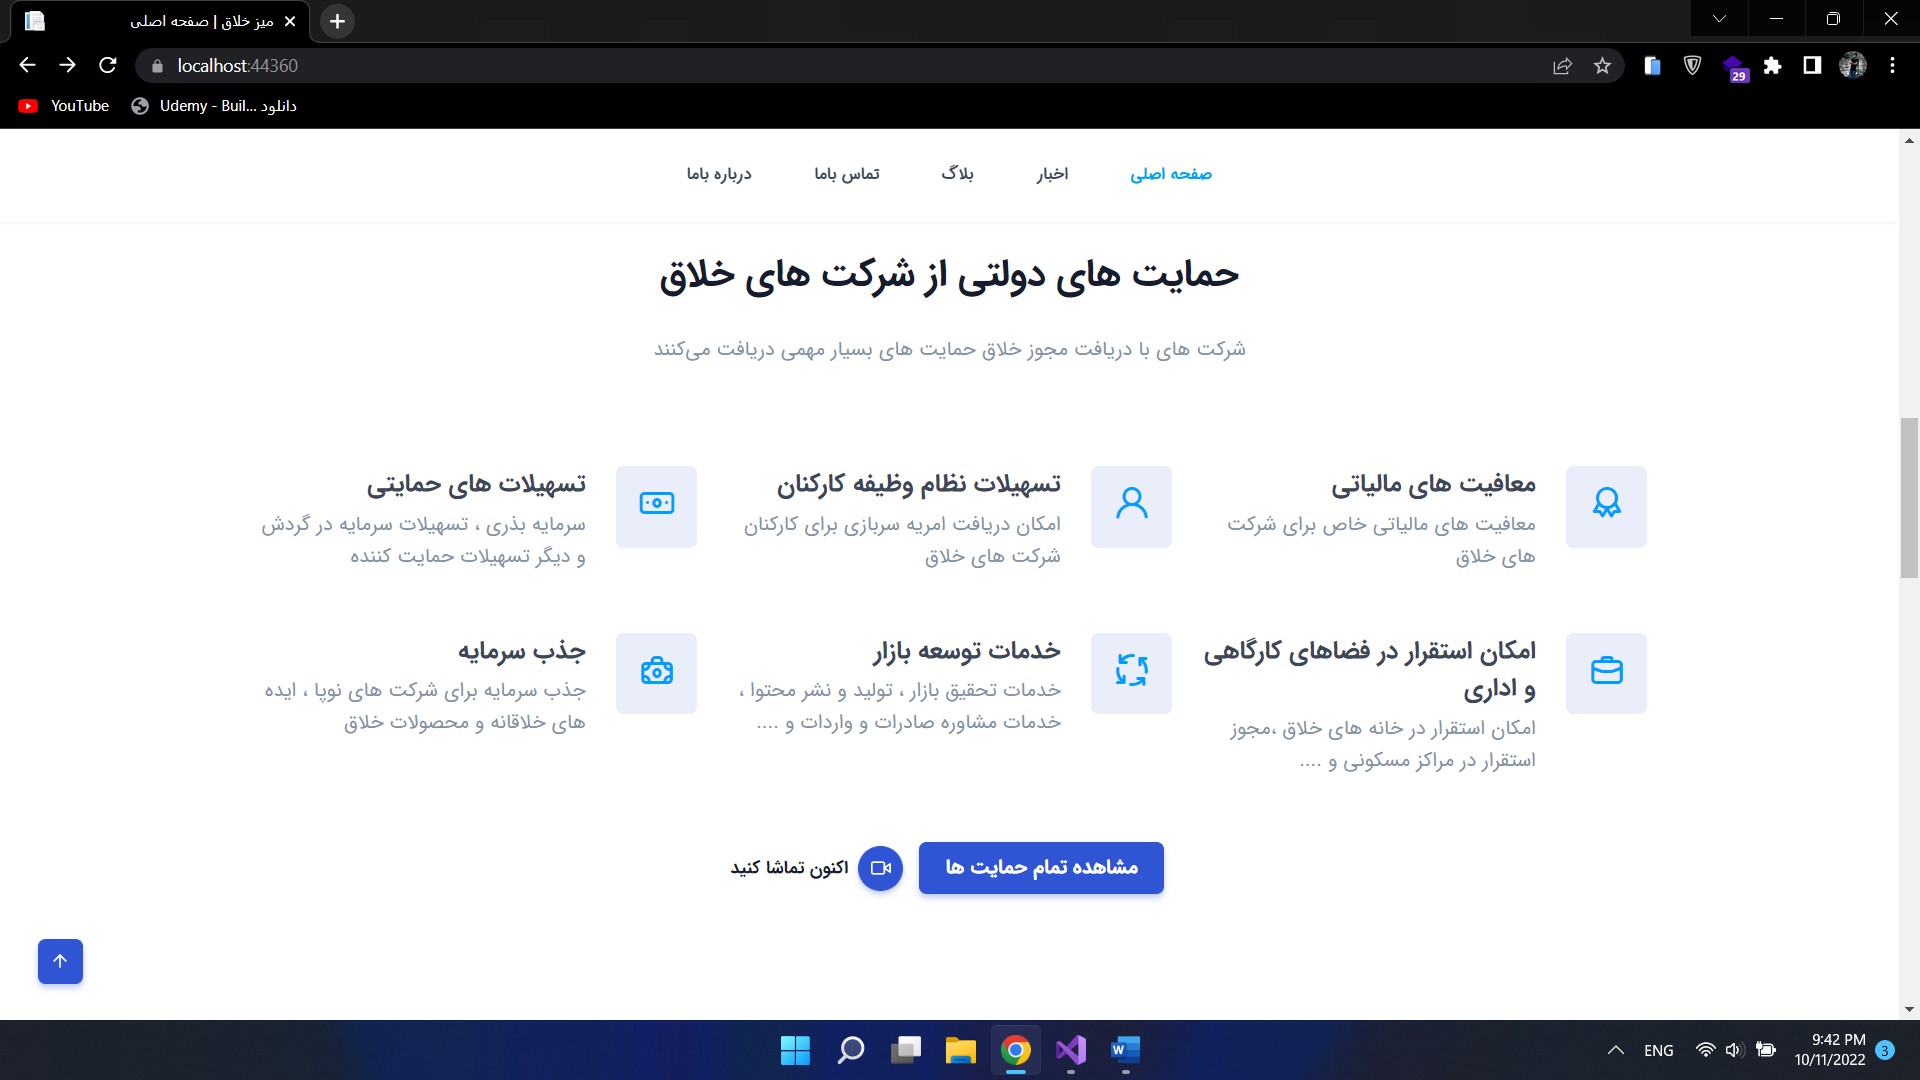 میز خلاق | صفحه اصلی
localhost:44360
29
YouTube
Udemy - Buil... دانلود
صفحه اصلی
اخبار
بلاگ
تماس باما
درباره باما
حمایت های دولتی از شرکت های خلاق
شرکت های با دریافت مجوز خلاق حمایت های بسیار مهمی دریافت می‌کنند
معافیت های مالیاتی
معافیت های مالیاتی خاص برای شرکت
های خلاق
تسهیلات نظام وظیفه کارکنان
امکان دریافت امریه سربازی برای کارکنان
شرکت های خلاق
تسهیلات های حمایتی
سرمایه بذری ، تسهیلات سرمایه در گردش
و دیگر تسهیلات حمایت کننده
امکان استقرار در فضاهای کارگاهی
و اداری
امکان استقرار در خانه های خلاق ،مجوز
استقرار در مراکز مسکونی و ....
خدمات توسعه بازار
خدمات تحقیق بازار ، تولید و نشر محتوا ،
خدمات مشاوره صادرات و واردات و ....
جذب سرمایه
جذب سرمایه برای شرکت های نوپا ، ایده
های خلاقانه و محصولات خلاق
مشاهده تمام حمایت ها
اکنون تماشا کنید
W
ENG
9:42 PM
10/11/2022
3